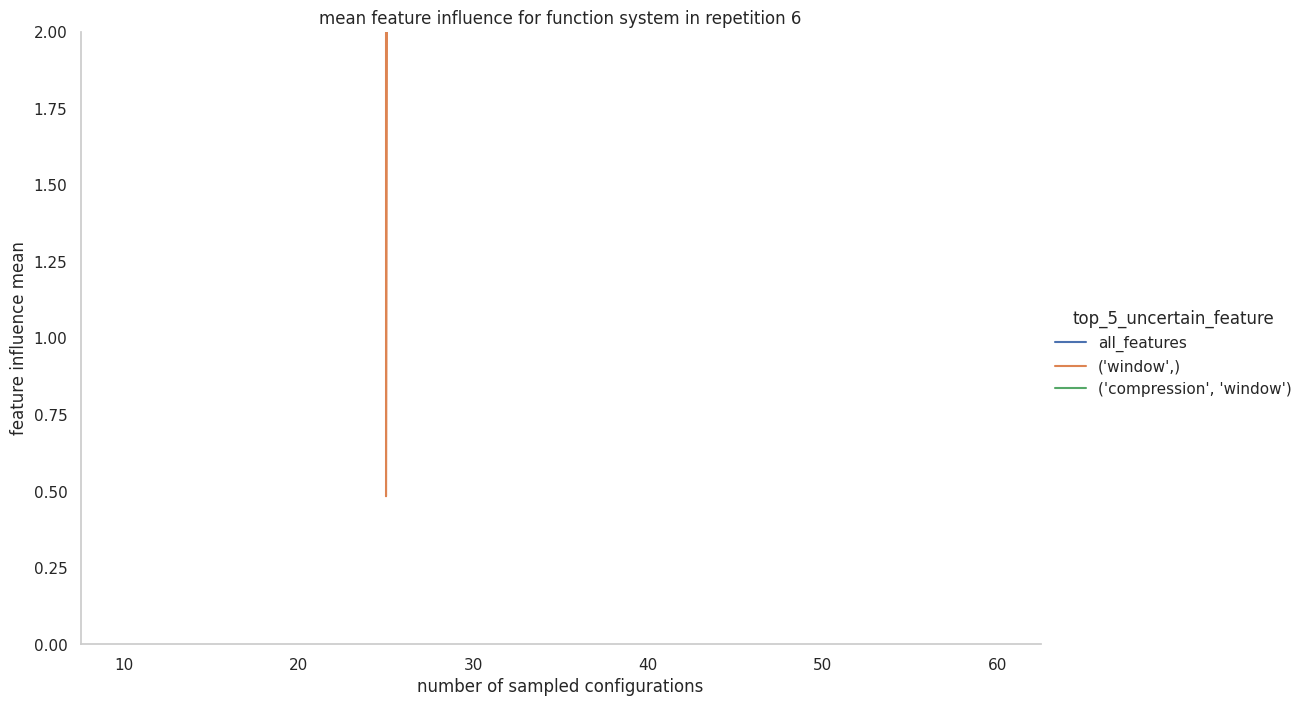 mean feature influence for function system in repetition 6
2.00
1.75
1.50
1.25
1.00
0.75
0.50
0.25
0.00
feature influence mean
10 20 30 40 50 60
number of sampled configurations
top_5_uncertain_feature
all_features
('window',)
('compression', 'window')